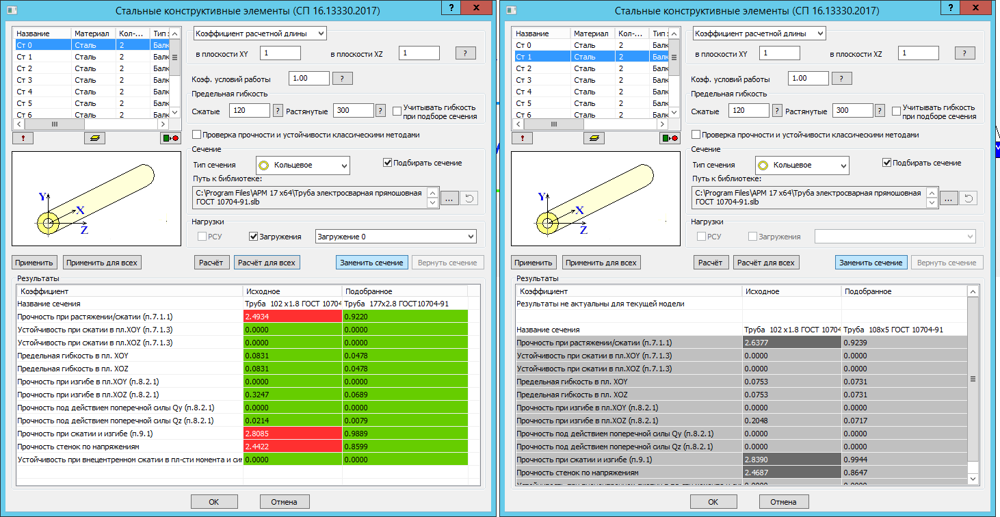 Стальные конструктивные элементы (СП 16.13330.2017)
?
x
Название Материал Кол-... Тип
Ст 0 Сталь 2 Балк
Ст 1 Сталь 2 Балк
Ст 2 Сталь 2 Балк
Ст 3 Сталь 2 Балк
Ст 4 Сталь 2 Балк
Ст 5 Сталь 2 Балк
Ст 6 Сталь 2 Балк
!
Y
X
Z
Коэффициент расчетной длины
в плоскости XY 1 в плоскости XZ 1 ?
Коэф. условий работы 1.00 ?
Предельная гибкость
Сжатые 120 ? Растянутые 300 ? Учитывать гибкость
при подборе сечения
Проверка прочности и устойчивости классическими методами
Сечение
Тип сечения Кольцевое Подбирать сечение
Путь к библиотеке:
C:\Program Files\APM 17 x64\Труба электросварная прямошовная
ГОСТ 10704-91.slb
...
Нагрузки
РСУ Загружения Загружение 0
Применить Применить для всех Расчёт Расчёт для всех Заменить сечение Вернуть сечение
Результаты
Коэффициент Исходное Подобранное
Название сечения Труба 102 x1.8 ГОСТ 10704 Труба 177x2.8 ГОСТ10704-91
Прочность при растяжении/сжатии (п.7.1.1) 2.4934 0.9220
Устойчивость при сжатии в пл.XOY (п.7.1.3) 0.0000 0.0000
Устойчивость при сжатии в пл.XOZ (п.7.1.3) 0.0000 0.0000
Предельная гибкость в пл. XOY 0.0831 0.0478
Предельная гибкость в пл. XOZ 0.0831 0.0478
Прочность при изгибе в пл.XOY (п.8.2.1) 0.0000 0.0000
Прочность при изгибе в пл.XOZ (п.8.2.1) 0.3247 0.0689
Прочность под действием поперечной силы Qy (п.8.2.1) 0.0000 0.0000
Прочность под действием поперечной силы Qz (п.8.2.1) 0.0214 0.0079
Прочность при сжатии и изгибе (п.9.1) 2.8085 0.9889
Прочность стенок по напряжениям 2.4422 0.8599
Устойчивость при внецентренном сжатии в пл-сти момента и си 0.0000 0.0000
OK Отмена
Стальные конструктивные элементы (СП 16.13330.2017)
?
x
Название Материал Кол-... Тип
Ст 0 Сталь 2 Балк
Ст 1 Сталь 2 Балк
Ст 2 Сталь 2 Балк
Ст 3 Сталь 2 Балк
Ст 4 Сталь 2 Балк
Ст 5 Сталь 2 Балк
Ст 6 Сталь 2 Балк
!
Y
X
Z
Коэффициент расчетной длины
в плоскости XY 1 в плоскости XZ 1 ?
Коэф. условий работы 1.00 ?
Предельная гибкость
Сжатые 120 ? Растянутые 300 ? Учитывать гибкость
при подборе сечения
Проверка прочности и устойчивости классическими методами
Сечение
Тип сечения Кольцевое Подбирать сечение
Путь к библиотеке:
C:\Program Files\APM 17 x64\Труба электросварная прямошовная
ГОСТ 10704-91.slb
...
Нагрузки
РСУ Загружения
Применить Применить для всех Расчёт Расчёт для всех Заменить сечение Вернуть сечение
Результаты
Коэффициент Исходное Подобранное
Результаты не актуальны для текущей модели
Название сечения Труба 102 x1.8 ГОСТ 10704 Труба 108x5 ГОСТ 10704-91
Прочность при растяжении/сжатии (п.7.1.1) 2.6377 0.9239
Устойчивость при сжатии в пл.XOY (п.7.1.3) 0.0000 0.0000
Устойчивость при сжатии в пл.XOZ (п.7.1.3) 0.0000 0.0000
Предельная гибкость в пл. XOY 0.0753 0.0731
Предельная гибкость в пл. XOZ 0.0753 0.0731
Прочность при изгибе в пл.XOY (п.8.2.1) 0.0000 0.0000
Прочность при изгибе в пл.XOZ (п.8.2.1) 0.2048 0.0717
Прочность под действием поперечной силы Qy (п.8.2.1) 0.0000 0.0000
Прочность под действием поперечной силы Qz (п.8.2.1) 0.0000 0.0000
Прочность при сжатии и изгибе (п.9.1) 2.8390 0.9944
Прочность стенок по напряжениям 2.4687 0.8647
OK Отмена